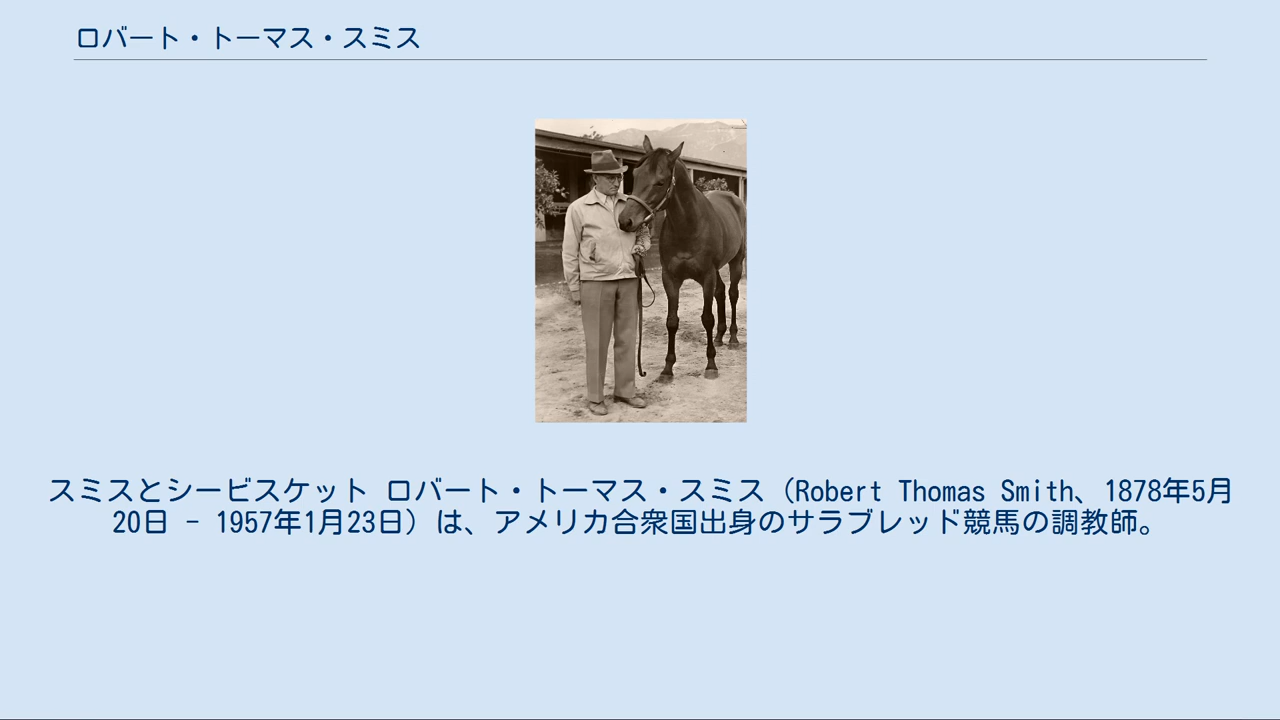 ロバート・トーマス・スミス
スミスとシービスケット ロバート・トーマス・スミス（Robert Thomas Smith、1878年5月
20日 - 1957年1月23日）は、アメリカ合衆国出身のサラブレッド競馬の調教師。